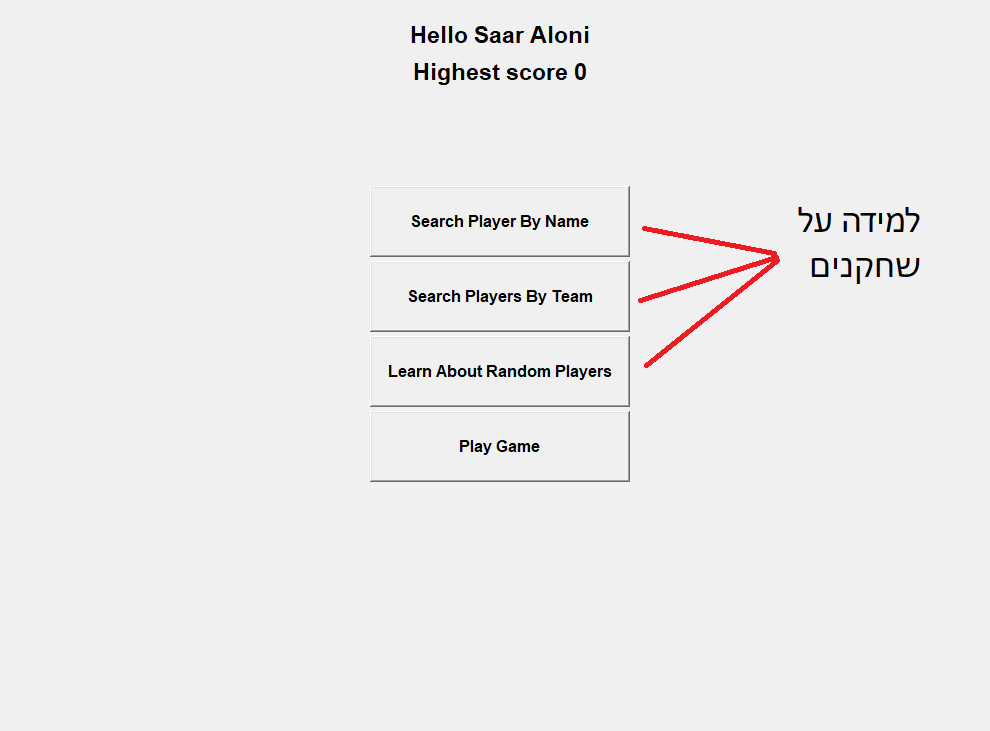 Hello Saar Aloni
Highest score 0
Search Player By Name
למידה על
שחקנים
Search Players By Team
Learn About Random Players
Play Game